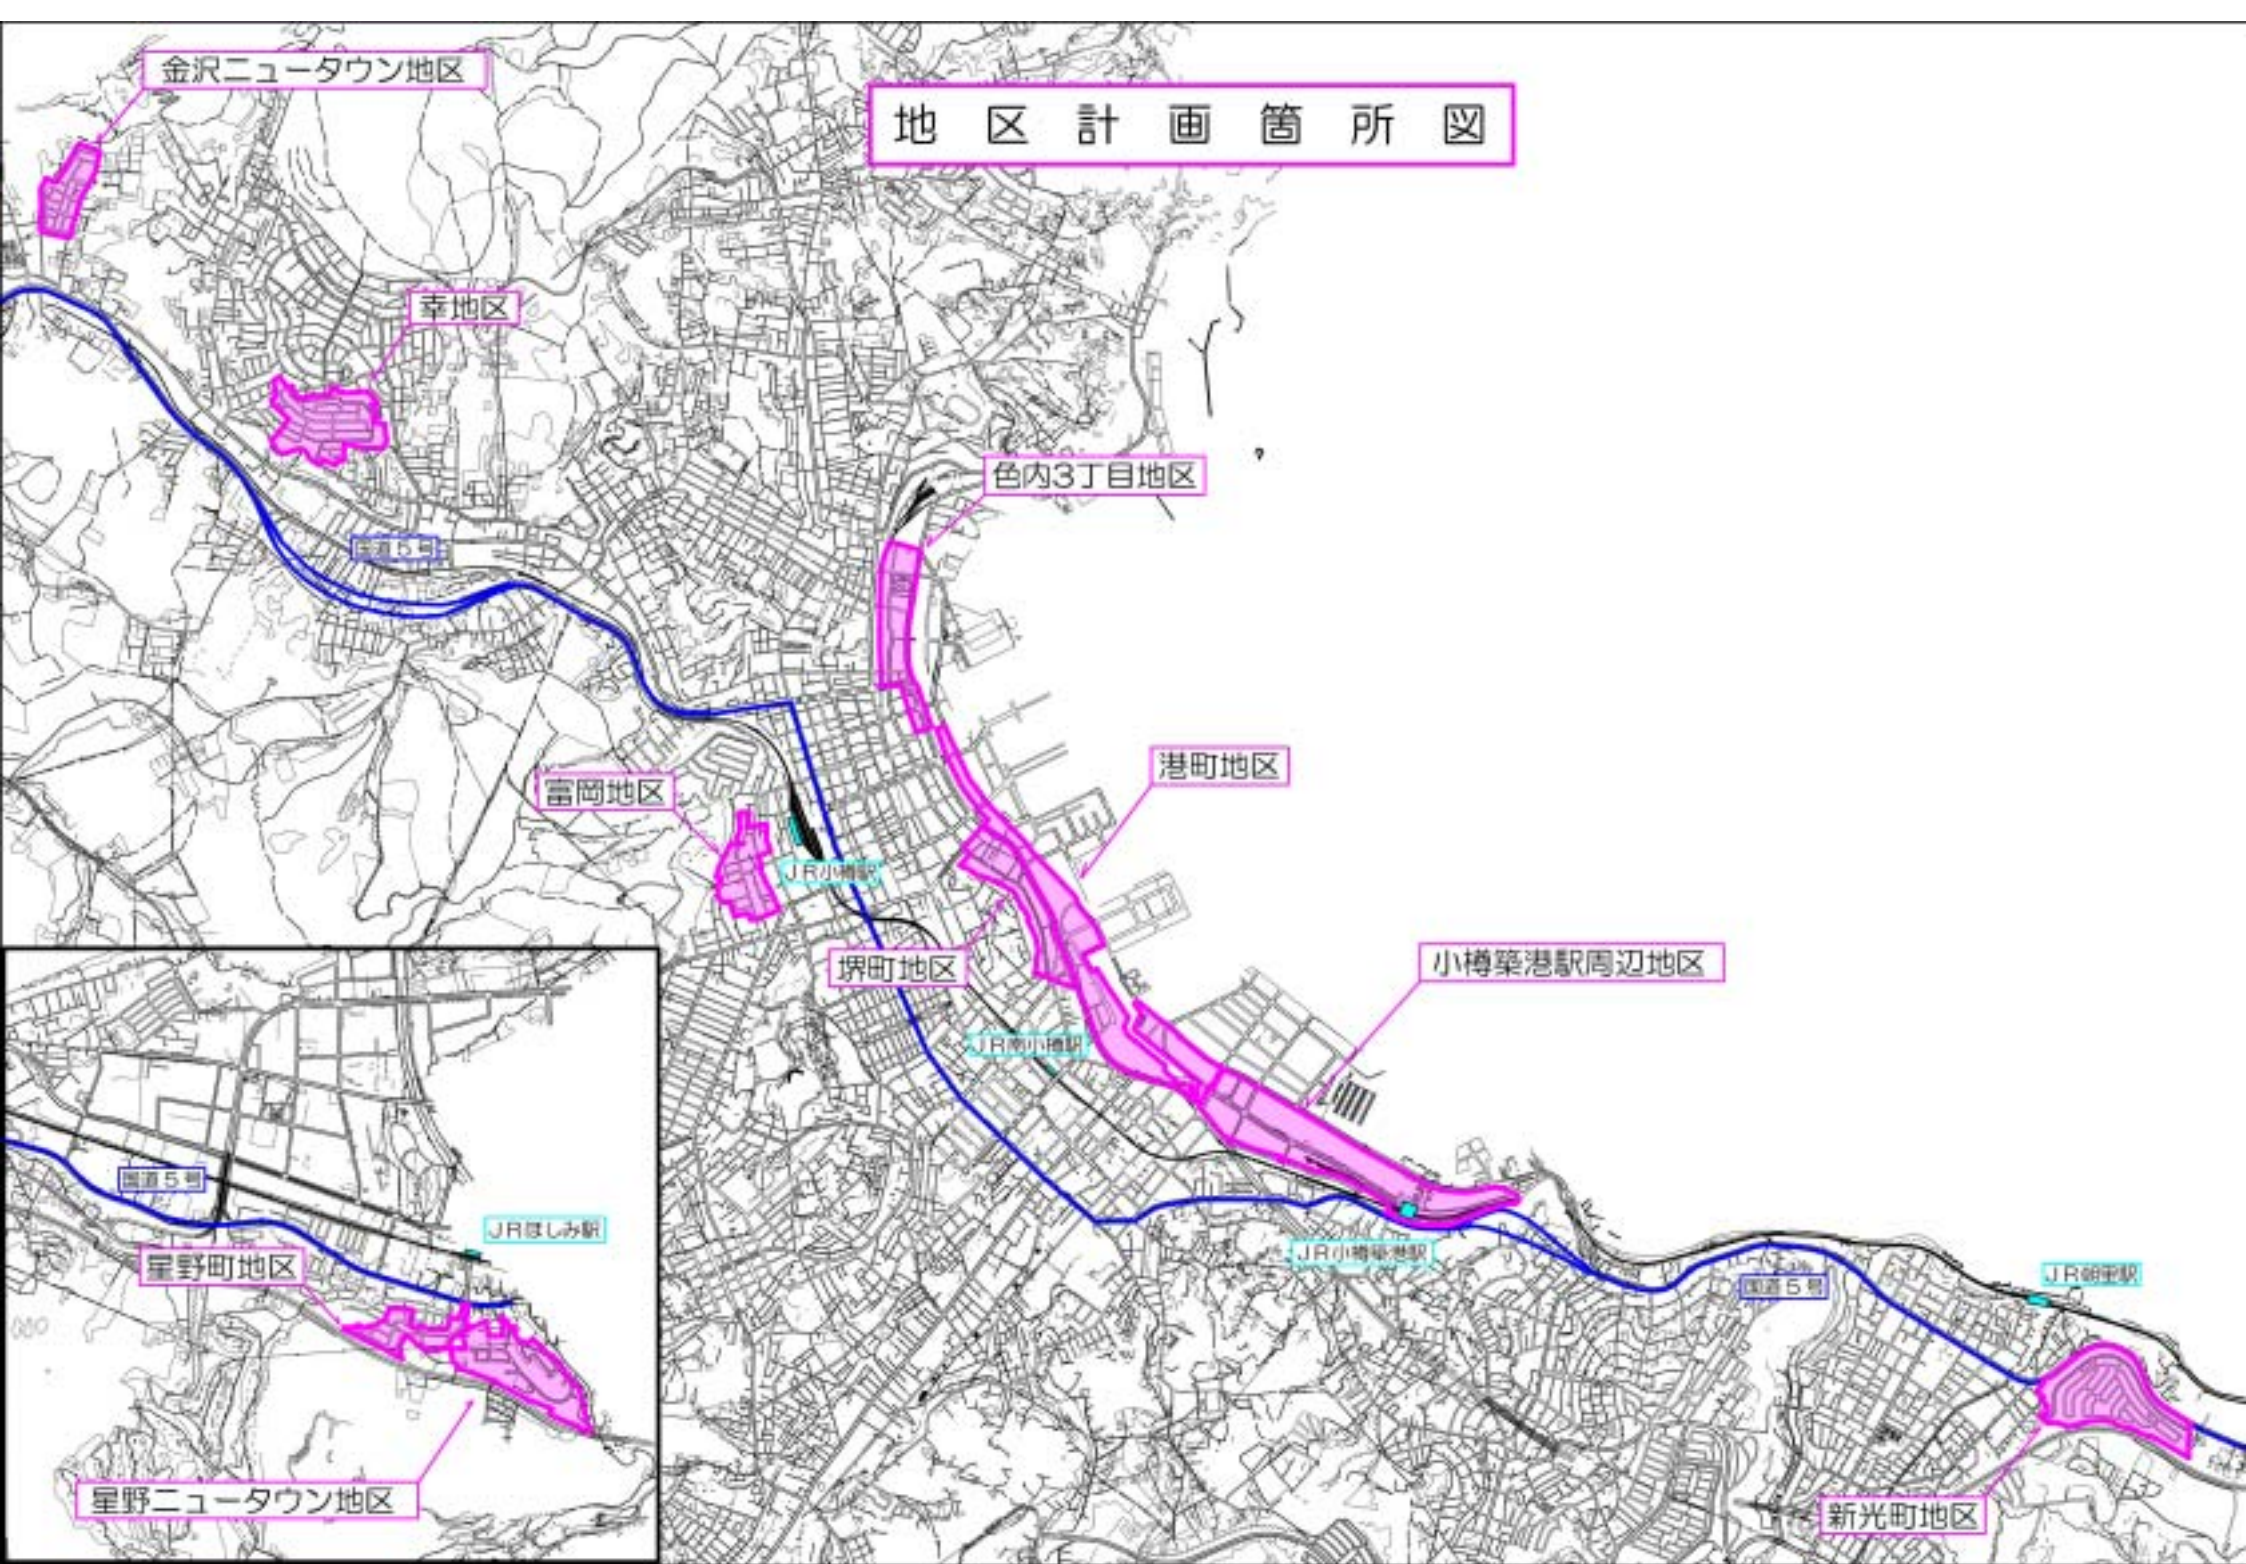 金沢ニュータウン地区
地区計画箇所図
幸地区
色内3丁目地区
国道5号
港町地区
富岡地区
JR小樽駅
堺町地区
小樽築港駅周辺地区
JR南小樽駅
国道5号
JRほしみ駅
星野町地区
JR小樽築港駅
国道5号
JR朝里駅
星野ニュータウン地区
新光町地区